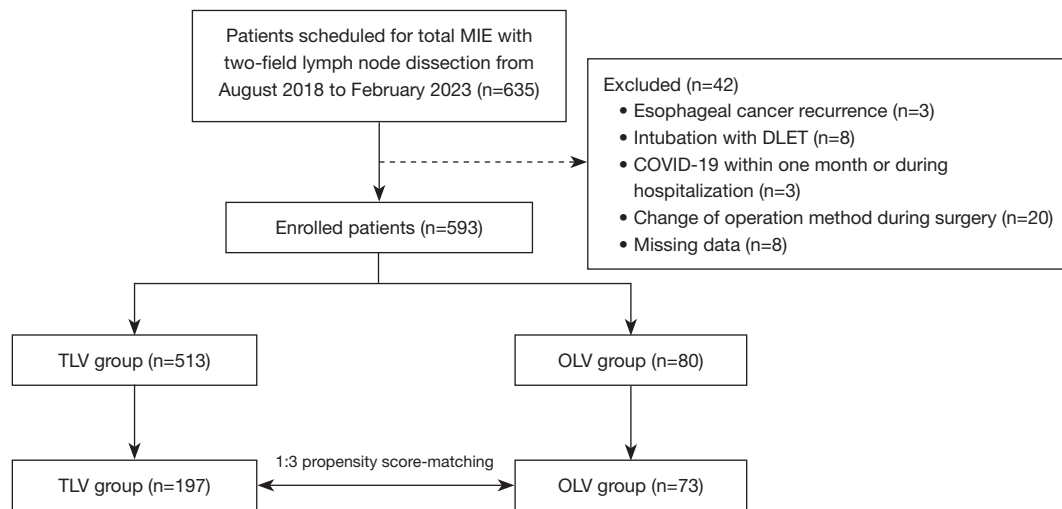 Patients scheduled for total MIE with
two-field lymph node dissection from
August 2018 to February 2023 (n=635)
Excluded (n=42)
• Esophageal cancer recurrence (n=3)
• Intubation with DLET (n=8)
• COVID-19 within one month or during
hospitalization (n=3)
• Change of operation method during surgery (n=20)
• Missing data (n=8)
Enrolled patients (n=593)
TLV group (n=513)
OLV group (n=80)
1:3 propensity score-matching
TLV group (n=197)
OLV group (n=73)